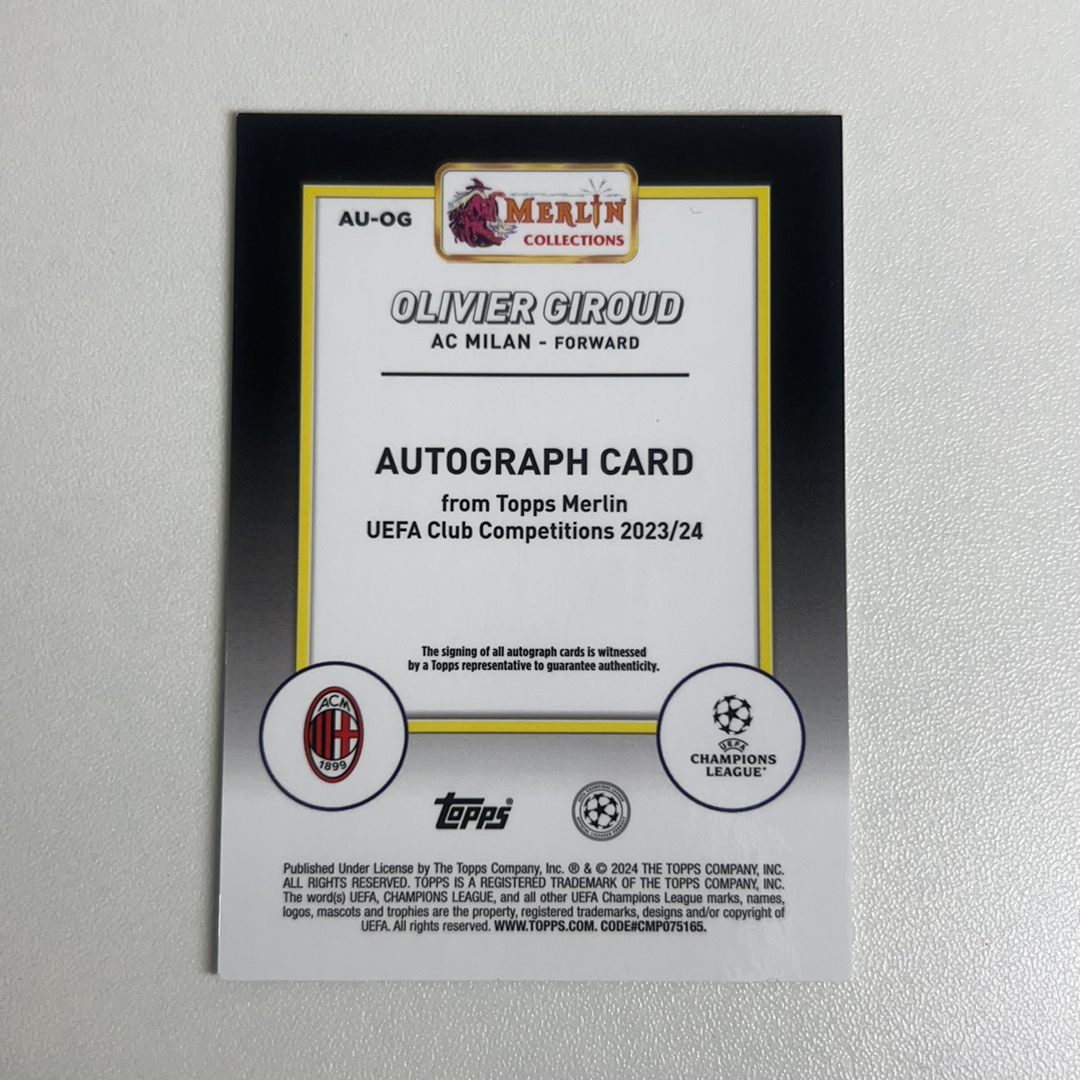 AU-OG
MERLIN
COLLECTIONS
OLIVIER GIROUD
AC MILAN - FORWARD
AUTOGRAPH CARD
from Topps Merlin
UEFA Club Competitions 2023/24
The signing of all autograph cards is witnessed
by a Topps representative to guarantee authenticity.
ACM
1899
UEFA
CHAMPIONS
LEAGUE®
topps®
Published Under License by The Topps Company, Inc. ® & © 2024 THE TOPPS COMPANY, INC.
ALL RIGHTS RESERVED. TOPPS IS A REGISTERED TRADEMARK OF THE TOPPS COMPANY, INC.
The word(s) UEFA, CHAMPIONS LEAGUE, and all other UEFA Champions League marks, names,
logos, mascots and trophies are the property, registered trademarks, designs and/or copyright of
UEFA. All rights reserved. WWW.TOPPS.COM. CODE#CMP075165.